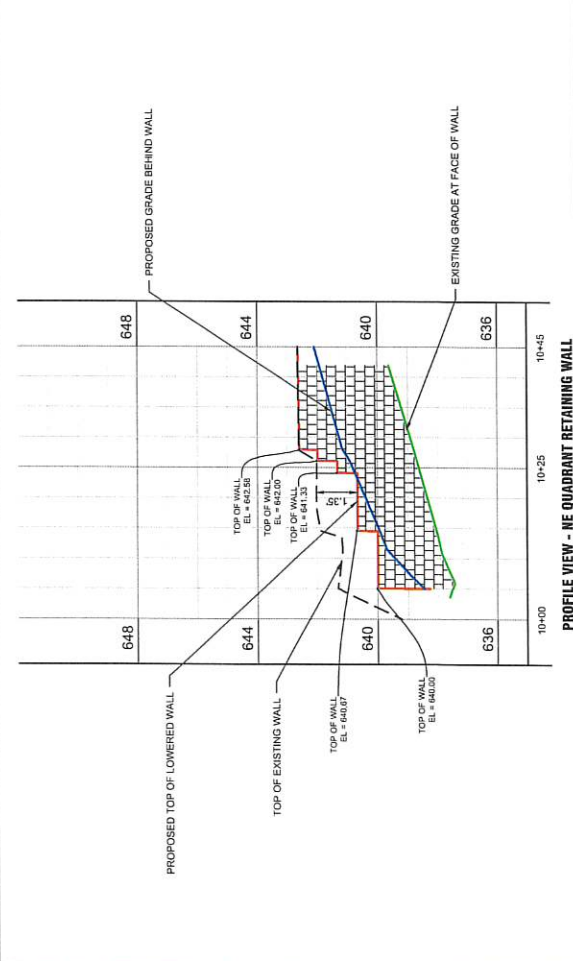 648
648
PROPOSED GRADE BEHIND WALL
PROPOSED TOP OF LOWERED WALL
644
644
TOP OF WALL
EL = 642.58
TOP OF WALL
EL = 642.00
TOP OF WALL
EL = 641.33
TOP OF EXISTING WALL
1.35'
640
640
TOP OF WALL
EL = 640.67
TOP OF WALL
EL = 640.00
EXISTING GRADE AT FACE OF WALL
636
636
10+00
10+25
10+45
PROFILE VIEW - NE QUADRANT RETAINING WALL